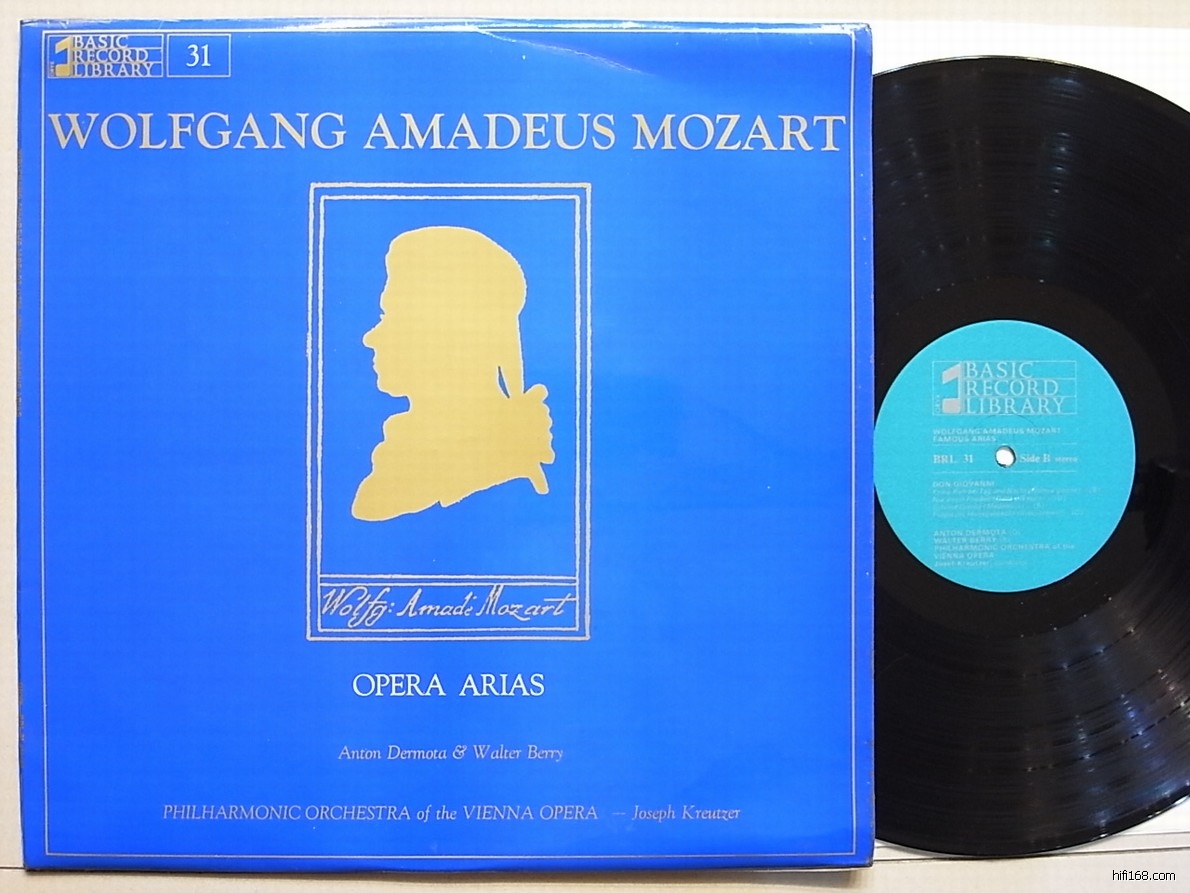 BASIC
RECORD
LIBRARY
31
WOLFGANG AMADEUS MOZART
Wolfg: Amadè Mozart
OPERA ARIAS
Anton Dermota & Walter Berry
PHILHARMONIC ORCHESTRA of the VIENNA OPERA — Joseph Kreutzer
BASIC
RECORD
LIBRARY
WOLFGANG AMADEUS MOZART
FAMOUS ARIAS
BRL 31 Side B stereo
DON GIOVANNI
ANTON DERMOTA
WALTER BERRY
PHILHARMONIC ORCHESTRA of the
VIENNA OPERA
Josef Kreutzer
hifi168.com